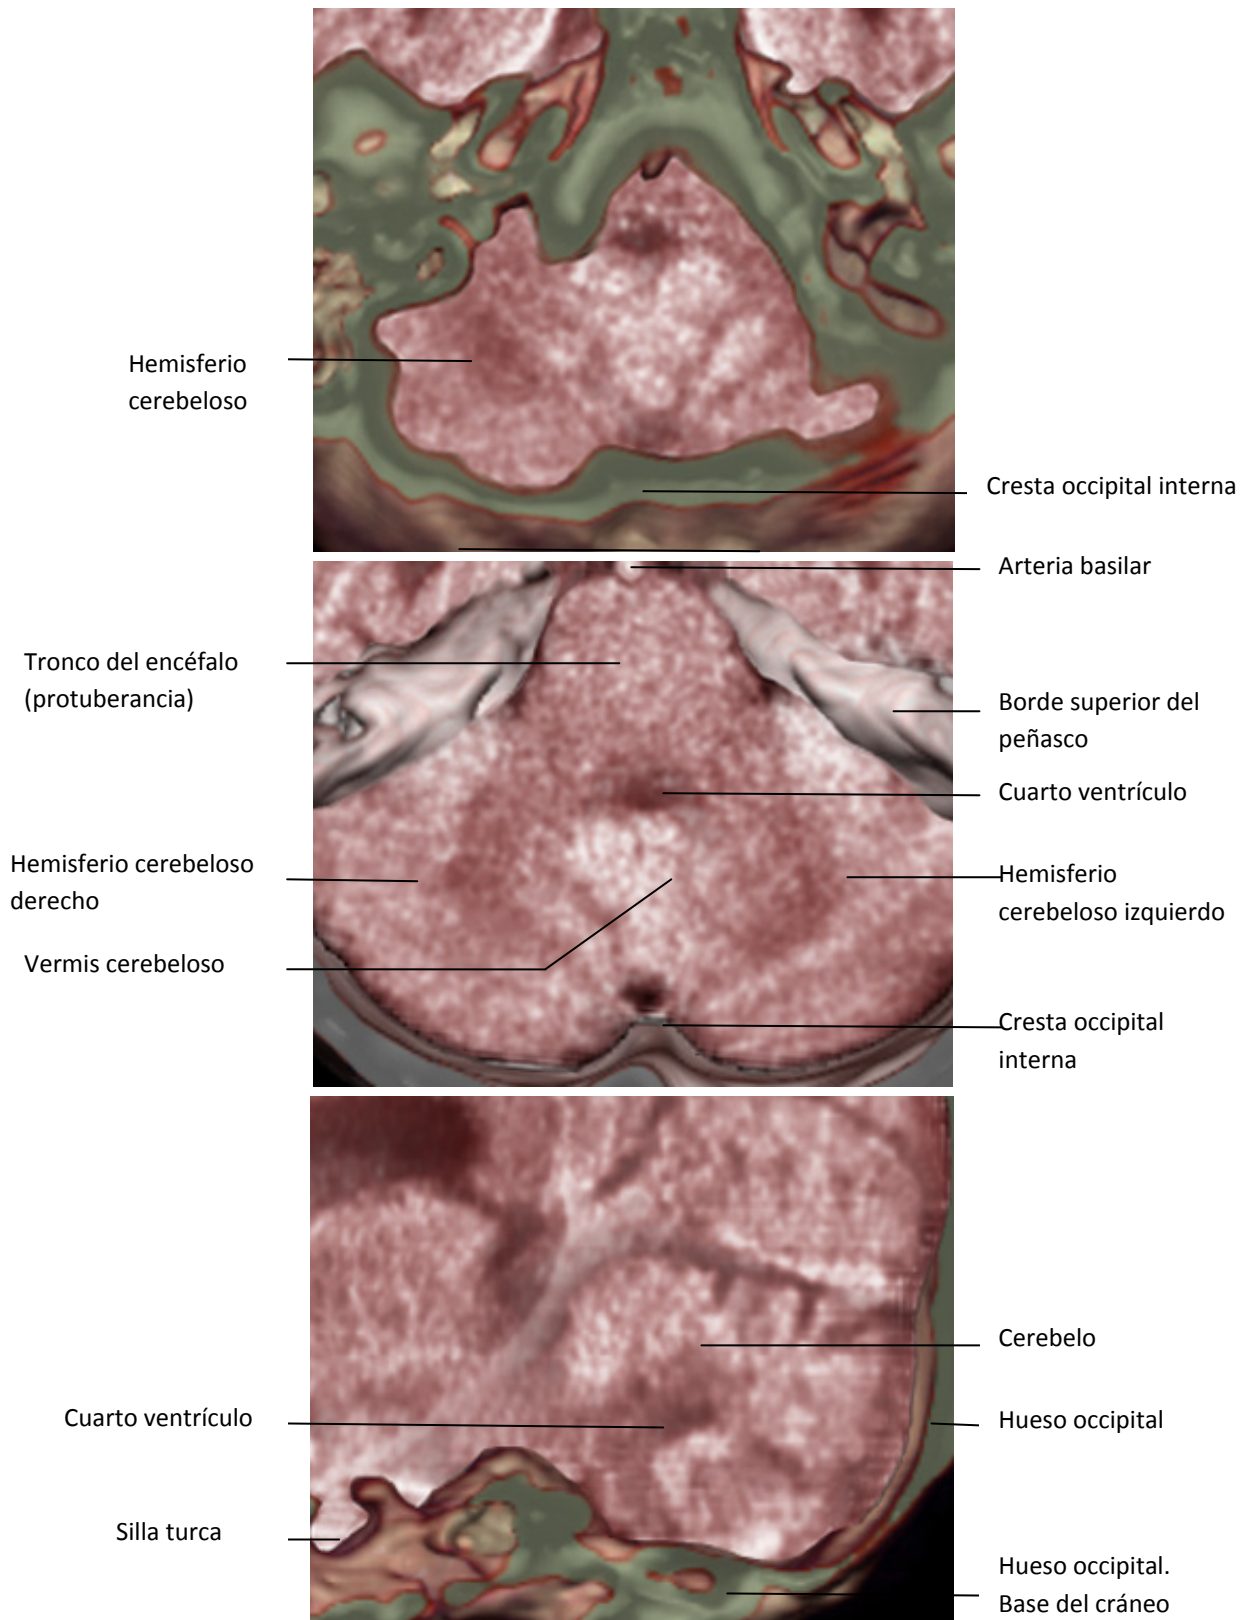 Hemisferio
cerebeloso
Cresta occipital interna
Arteria basilar
Tronco del encéfalo
(protuberancia)
Borde superior del
peñasco
Cuarto ventrículo
Hemisferio cerebeloso
derecho
Hemisferio
cerebeloso izquierdo
Vermis cerebeloso
Cresta occipital
interna
Cerebelo
Cuarto ventrículo
Hueso occipital
Silla turca
Hueso occipital.
Base del cráneo